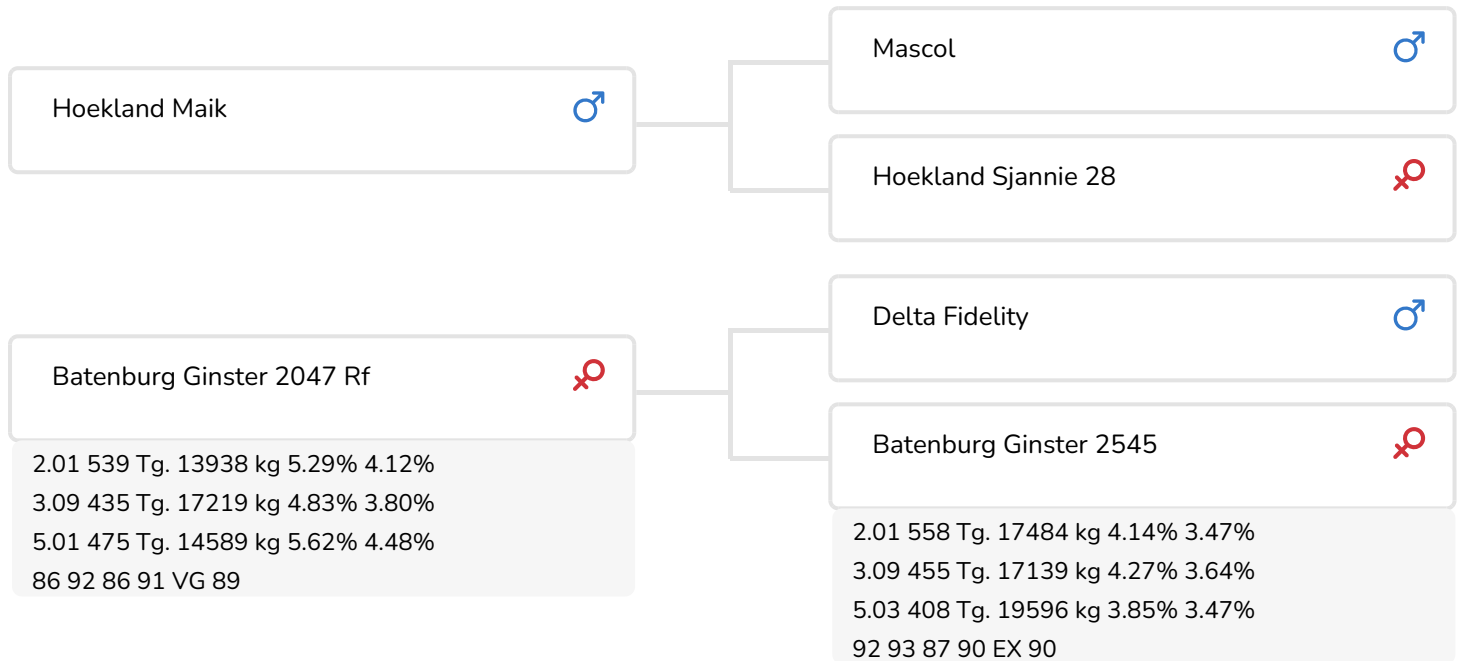 Hoekland Maik
Mascol
Hoekland Sjannie 28
Batenburg Ginster 2047 Rf
2.01 539 Tg. 13938 kg 5.29% 4.12%
3.09 435 Tg. 17219 kg 4.83% 3.80%
5.01 475 Tg. 14589 kg 5.62% 4.48%
86 92 86 91 VG 89
Delta Fidelity
Batenburg Ginster 2545
2.01 558 Tg. 17484 kg 4.14% 3.47%
3.09 455 Tg. 17139 kg 4.27% 3.64%
5.03 408 Tg. 19596 kg 3.85% 3.47%
92 93 87 90 EX 90